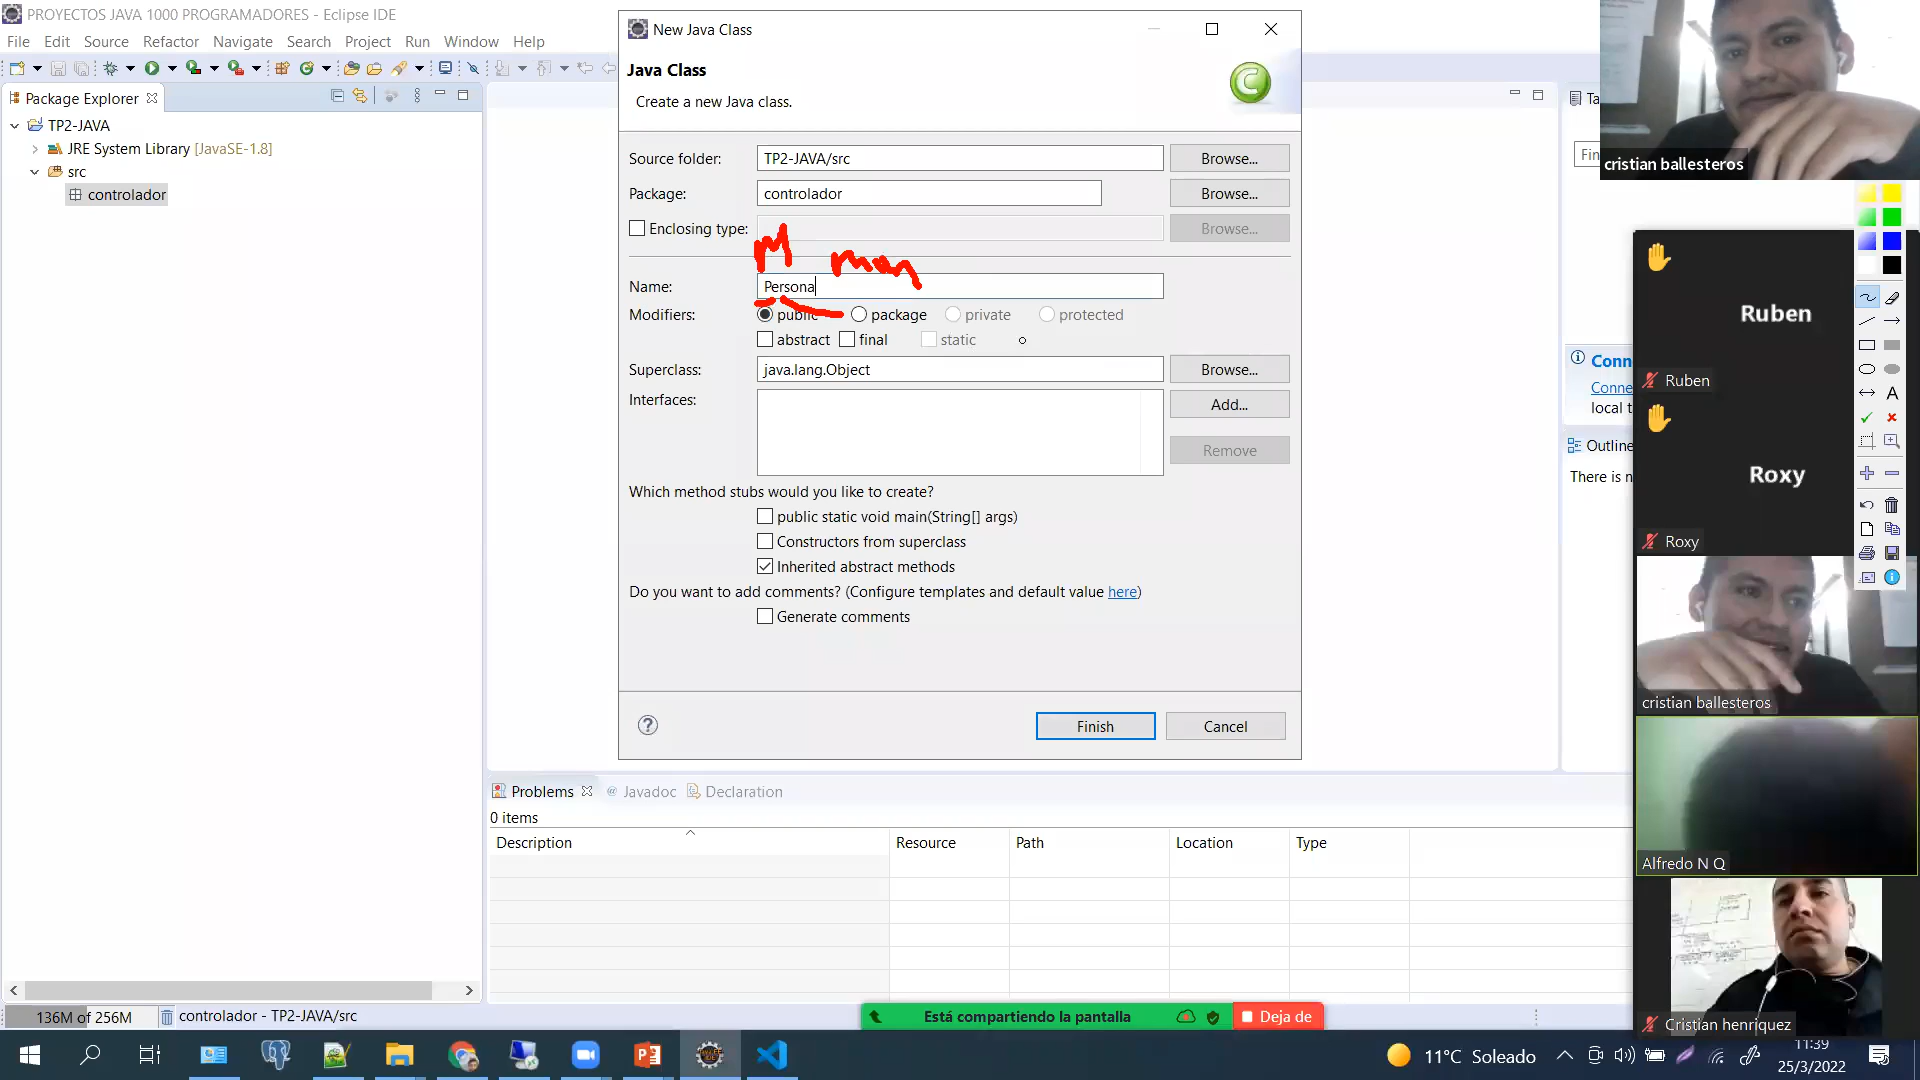 PROYECTOS JAVA 1000 PROGRAMADORES - Eclipse IDE
File Edit Source Refactor Navigate Search Project Run Window Help
Package Explorer
TP2-JAVA
JRE System Library [JavaSE-1.8]
src
controlador
New Java Class
Java Class
Create a new Java class.
Source folder: TP2-JAVA/src Browse...
Package: controlador Browse...
Enclosing type: Browse...
M
Name: Persona
Modifiers: public package private protected
abstract final static
Superclass: java.lang.Object Browse...
Interfaces: Add...
Remove
Which method stubs would you like to create?
public static void main(String[] args)
Constructors from superclass
Inherited abstract methods
Do you want to add comments? (Configure templates and default value here)
Generate comments
Finish Cancel
Ta
Fin
Conn
Conne
local t
Outline
There is n
cristian ballesteros
Ruben
Ruben
Roxy
Roxy
cristian ballesteros
Alfredo N Q
Cristian henriquez
A
Problems Javadoc Declaration
0 items
Description Resource Path Location Type
136M of 256M controlador - TP2-JAVA/src
Está compartiendo la pantalla Deja de
11°C Soleado
11:39
25/3/2022